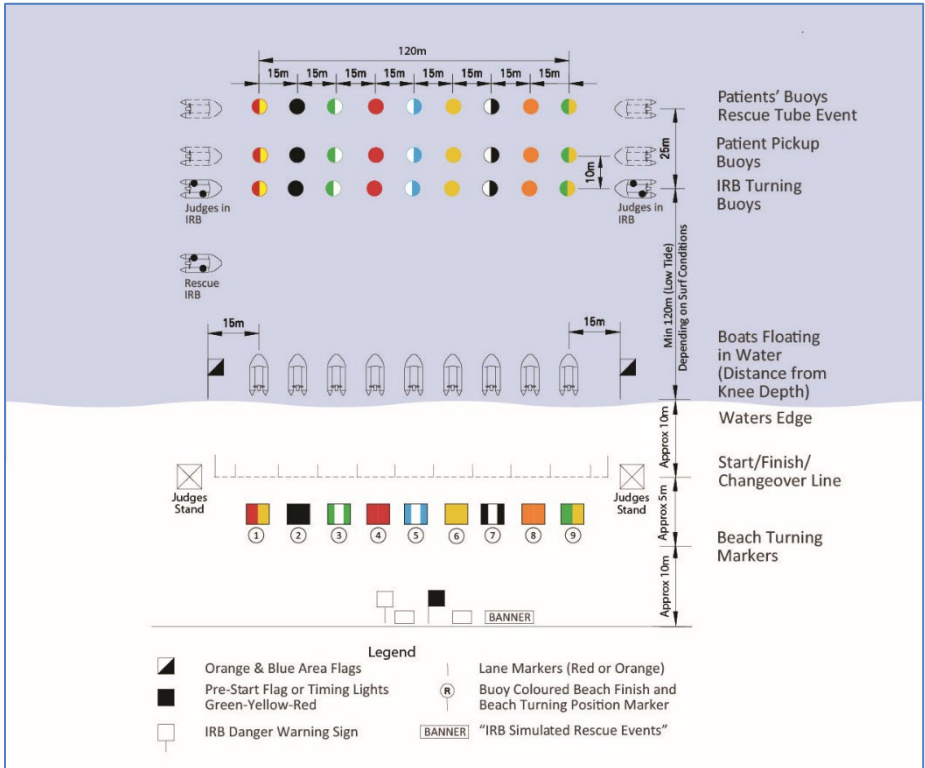 120m
15m 15m 15m 15m 15m 15m 15m 15m
Patients' Buoys
Rescue Tube Event
25m
Patient Pickup
Buoys
10m
IRB Turning
Buoys
Judges in
IRB
Judges in
IRB
Rescue
IRB
Min 120m (Low Tide)
Depending on Surf Conditions
15m
15m
Boats Floating
in Water
(Distance from
Knee Depth)
Waters Edge
Approx 10m
Start/Finish/
Changeover Line
Judges
Stand
Judges
Stand
Approx 5m
1 2 3 4 5 6 7 8 9
Beach Turning
Markers
Approx 10m
BANNER
Legend
Orange & Blue Area Flags
Lane Markers (Red or Orange)
Pre-Start Flag or Timing Lights
Green-Yellow-Red
R
Buoy Coloured Beach Finish and
Beach Turning Position Marker
IRB Danger Warning Sign
BANNER
"IRB Simulated Rescue Events"